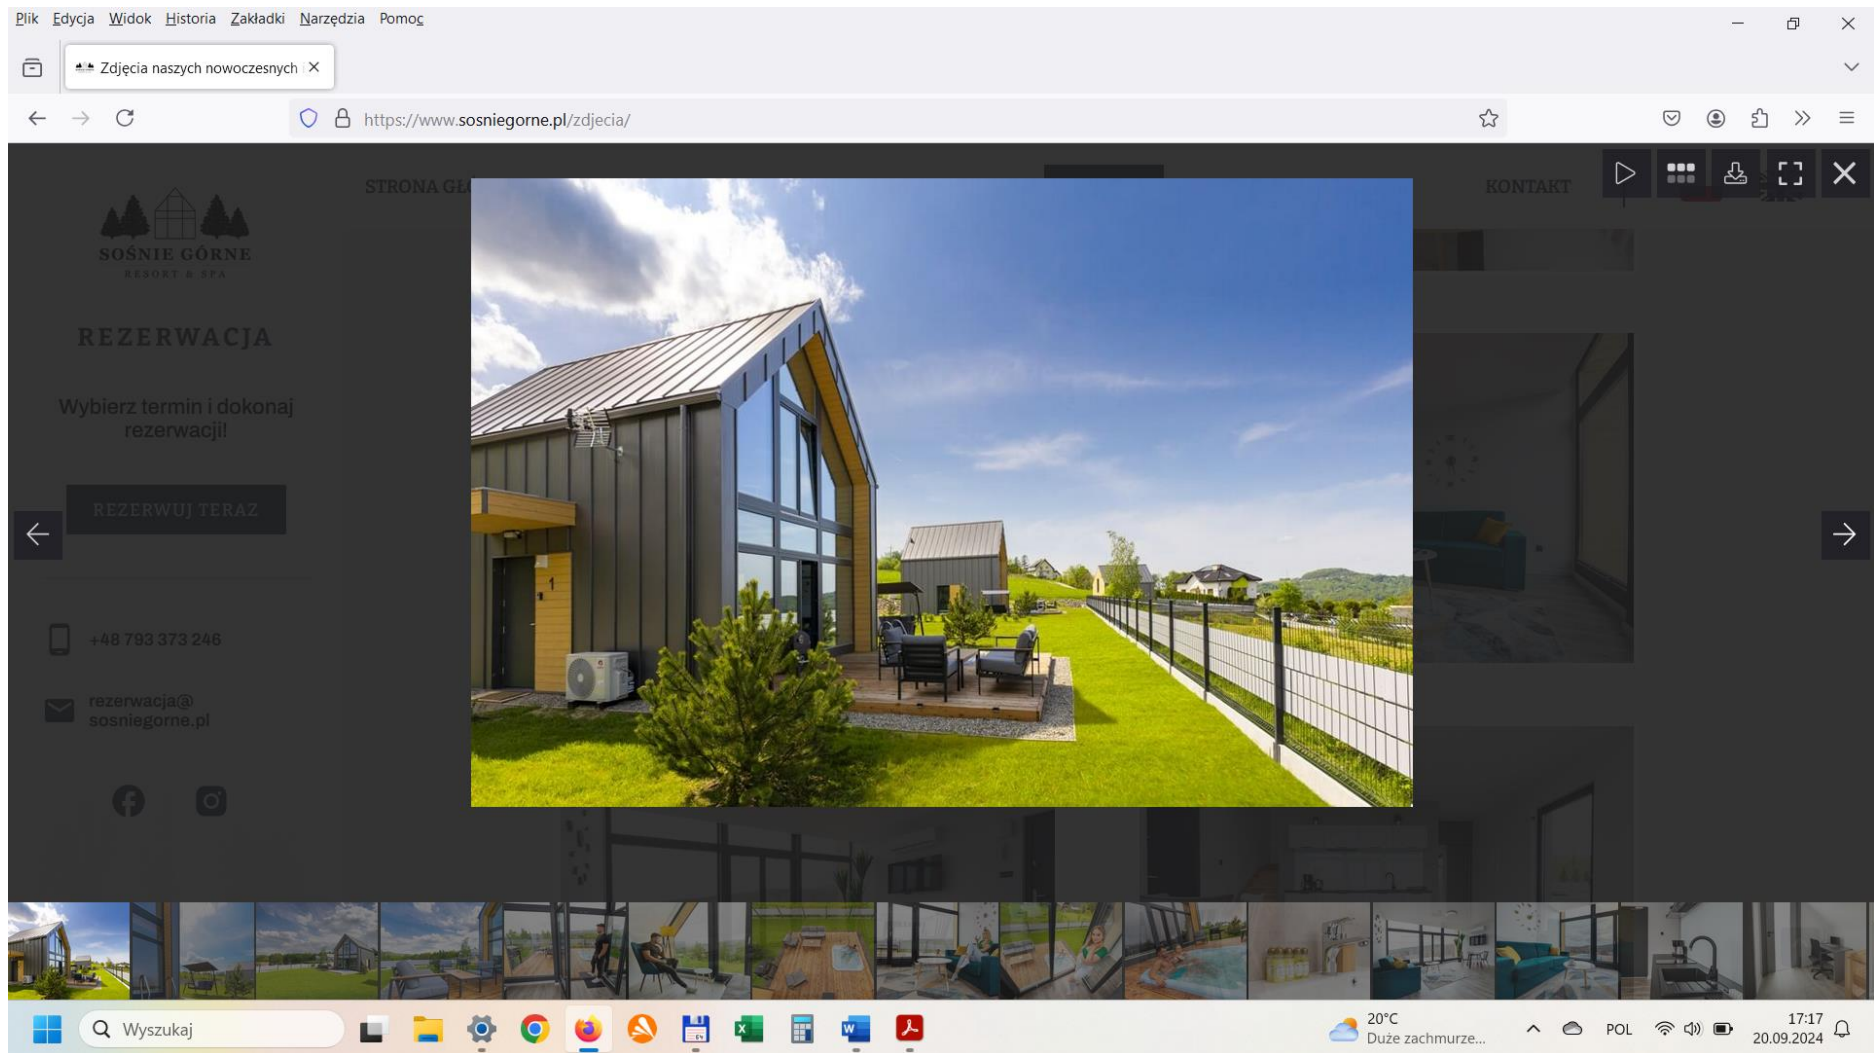 Plik Edycja Widok Historia Zakładki Narzędzia Pomoc
Zdjęcia naszych nowoczesnych
https://www.sosniegorne.pl/zdjecia/
STRONA GŁÓ
KONTAKT
SOŚNIE GÓRNE
RESORT & SPA
REZERWACJA
Wybierz termin i dokonaj
rezerwacji!
REZERWUJ TERAZ
1
+48 793 373 246
rezerwacja@
sosniegorne.pl
Wyszukaj
20°C
Duże zachmurze...
POL
17:17
20.09.2024